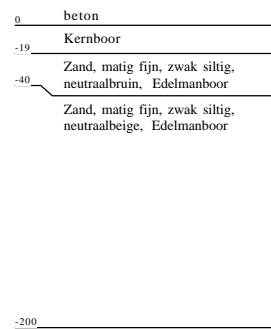 0 beton
Kernboor
-19
Zand, matig fijn, zwak siltig,
-40
neutraalbruin, Edelmanboor
Zand, matig fijn, zwak siltig,
neutraalbeige, Edelmanboor
-200